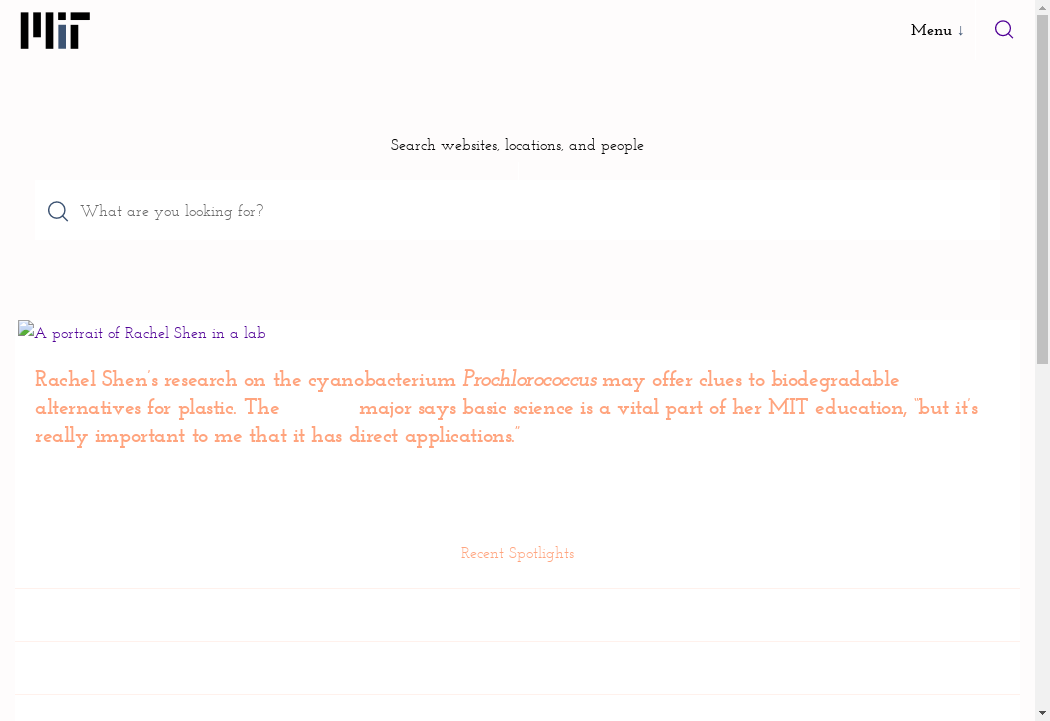 MIT
Menu ↓
Search websites, locations, and people
What are you looking for?
A portrait of Rachel Shen in a lab
Rachel Shen’s research on the cyanobacterium Prochlorococcus may offer clues to biodegradable
alternatives for plastic. The major says basic science is a vital part of her MIT education, “but it’s
really important to me that it has direct applications.”
Recent Spotlights